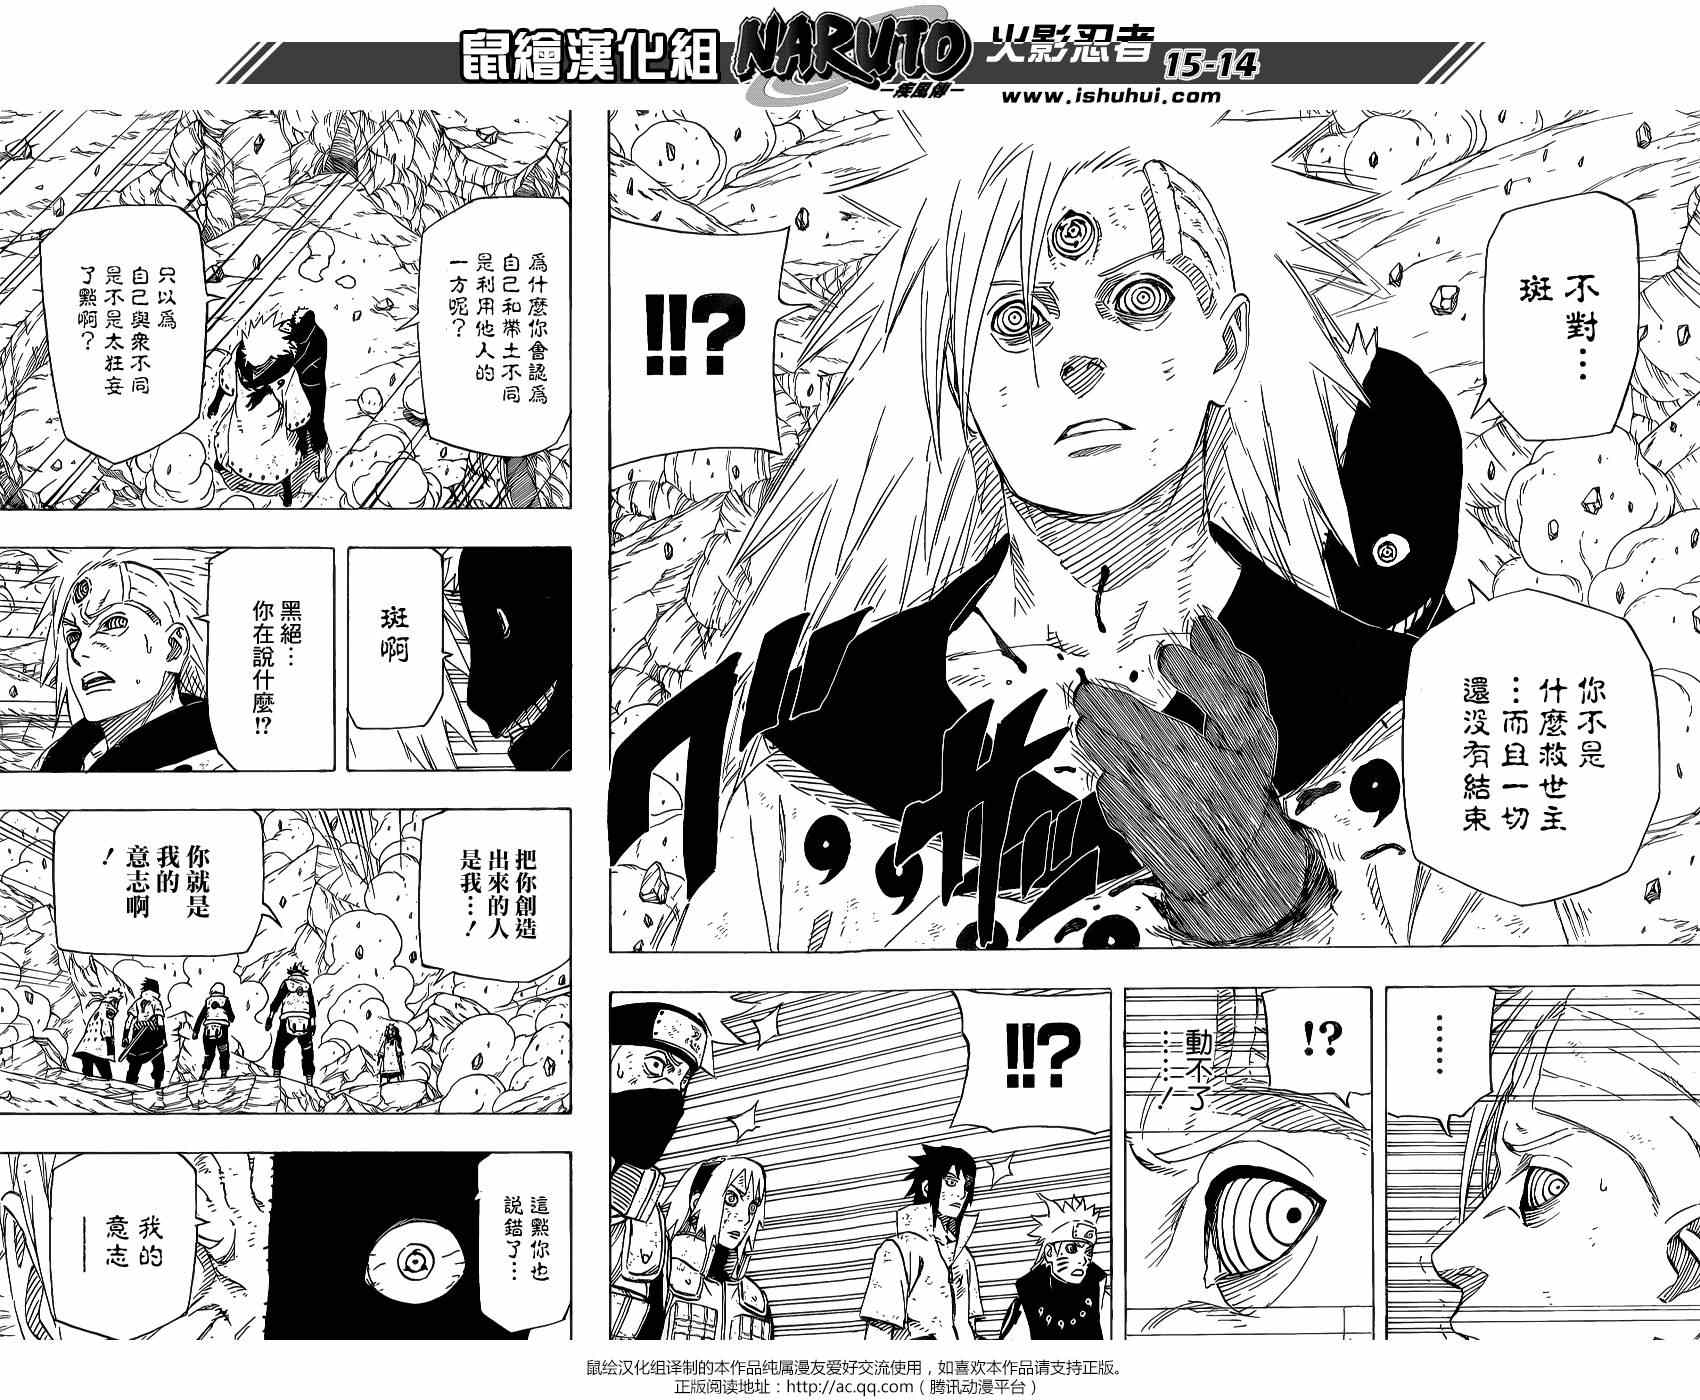 鼠繪漢化組
NARUTO
-疾風傳-
火影忍者
15-14
www.ishuhui.com
不對…
斑
!!?
你不是
什麼救世主
…而且一切
還沒有結束
グサッ
……
!?
動不了
……!
!!?
為什麼你會認為
自己和帶土不同
是利用他人的
一方呢?
只以為
自己與眾不同
是不是太狂妄
了點啊?
斑啊
黑絕…
你在說什麼!?
把你創造
出來的人
是我…!
你就是
我的
意志啊
!
這點你也
說錯了…
我的
意志
——
鼠绘汉化组译制的本作品纯属漫友爱好交流使用，如喜欢本作品请支持正版。
正版阅读地址：http://ac.qq.com（腾讯动漫平台）